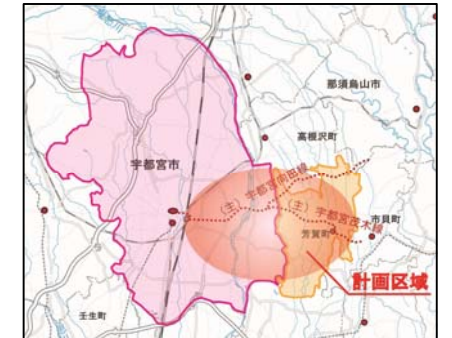 那須烏山市
高根沢町
宇都宮市
(主)宇都宮向田線
(主)宇都宮茂木線
市貝町
芳賀町
計画区域
壬生町